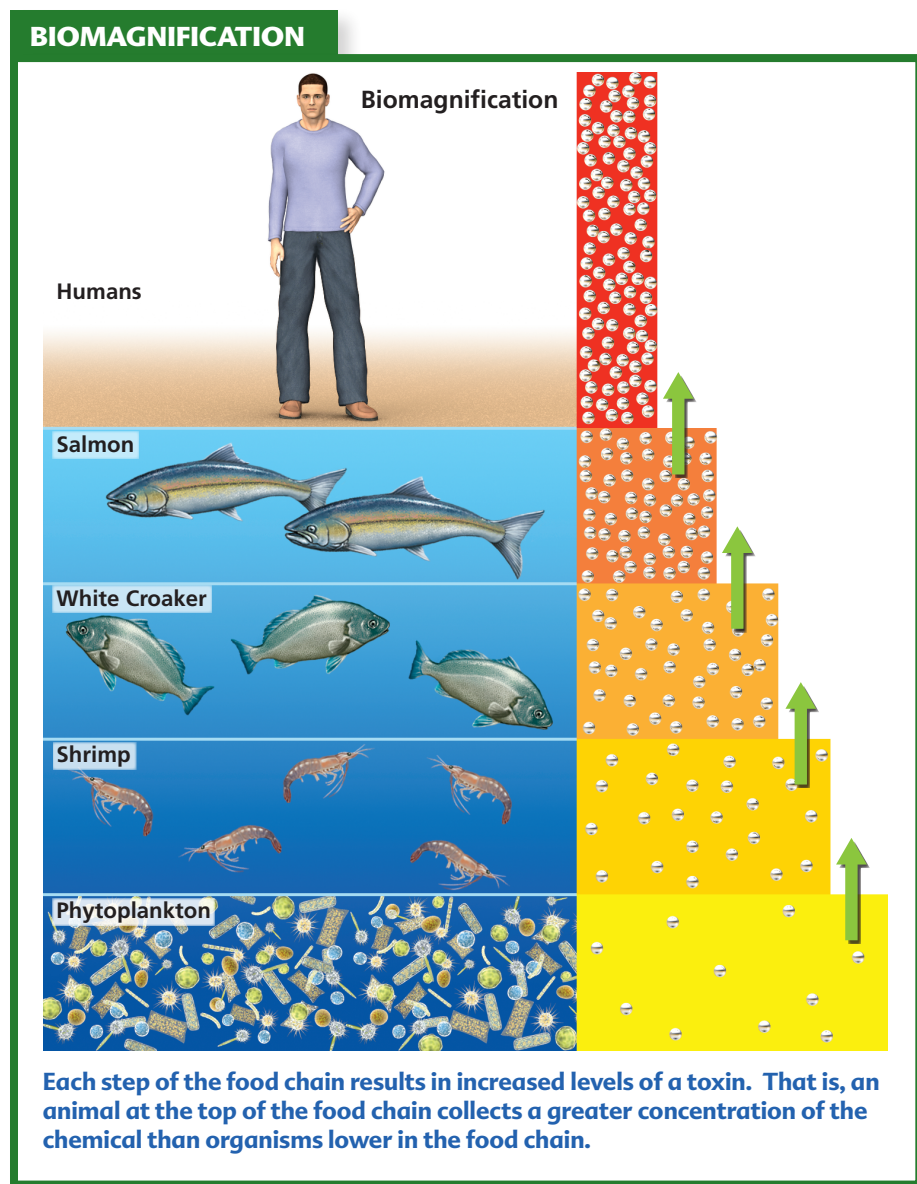 BIOMAGNIFICATION
Biomagnification
Humans
Salmon
White Croaker
Shrimp
Phytoplankton
Each step of the food chain results in increased levels of a toxin.  That is, an
animal at the top of the food chain collects a greater concentration of the
chemical than organisms lower in the food chain.